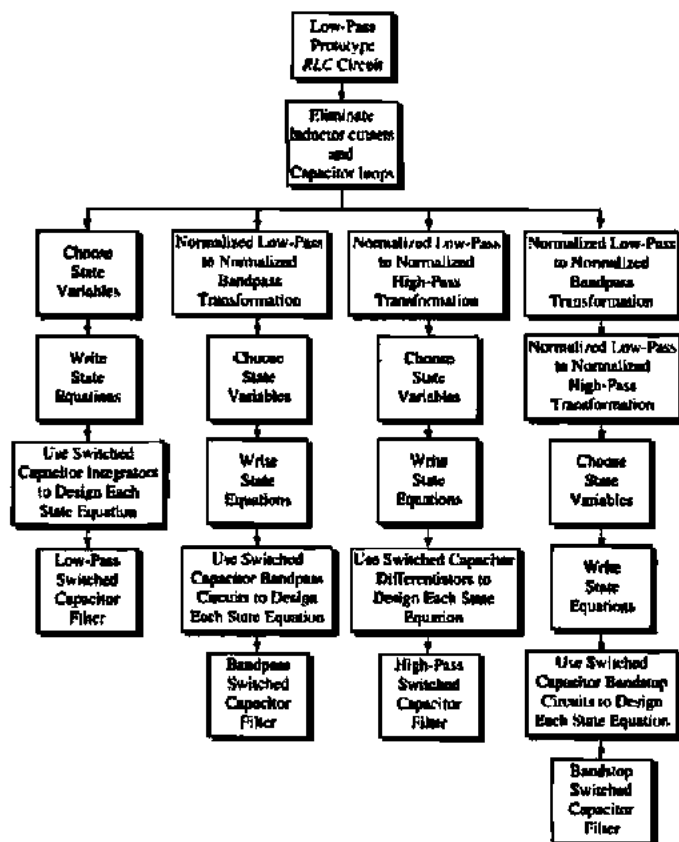 Low-Pass
Prototype
RLC Circuit
Eliminate
Inductor cutsets
and
Capacitor loops
Choose
State
Variables
Write
State
Equations
Use Switched
Capacitor Integrators
to Design Each
State Equation
Low-Pass
Switched
Capacitor
Filter
Normalized Low-Pass
to Normalized
Bandpass
Transformation
Choose
State
Variables
Write
State
Equations
Use Switched
Capacitor Bandpass
Circuits to Design
Each State Equation
Bandpass
Switched
Capacitor
Filter
Normalized Low-Pass
to Normalized
High-Pass
Transformation
Choose
State
Variables
Write
State
Equations
Use Switched Capacitor
Differentiators to
Design Each State
Equation
High-Pass
Switched
Capacitor
Filter
Normalized Low-Pass
to Normalized
Bandpass
Transformation
Normalized Low-Pass
to Normalized
High-Pass
Transformation
Choose
State
Variables
Write
State
Equations
Use Switched
Capacitor Bandstop
Circuits to Design
Each State Equation
Bandstop
Switched
Capacitor
Filter